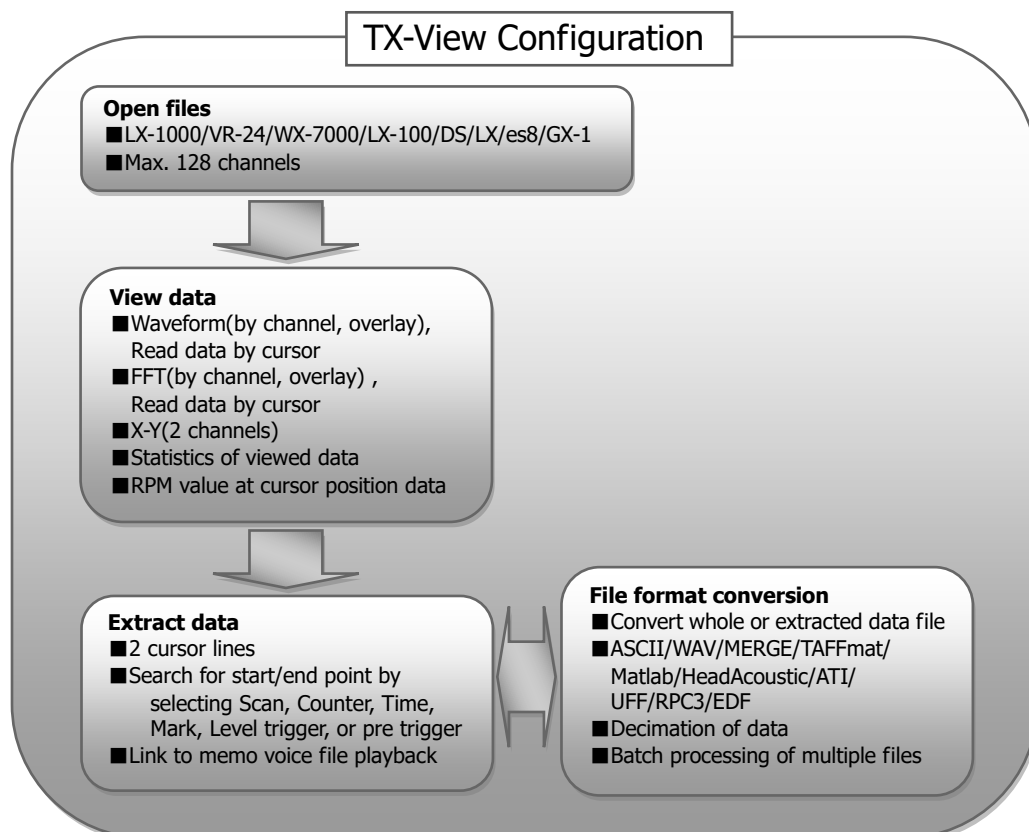 TX-View Configuration
Open files
■LX-1000/VR-24/WX-7000/LX-100/DS/LX/es8/GX-1
■Max. 128 channels
View data
■Waveform(by channel, overlay),
Read data by cursor
■FFT(by channel, overlay) ,
Read data by cursor
■X-Y(2 channels)
■Statistics of viewed data
■RPM value at cursor position data
Extract data
■2 cursor lines
■Search for start/end point by
selecting Scan, Counter, Time,
Mark, Level trigger, or pre trigger
■Link to memo voice file playback
File format conversion
■Convert whole or extracted data file
■ASCII/WAV/MERGE/TAFFmat/
Matlab/HeadAcoustic/ATI/
UFF/RPC3/EDF
■Decimation of data
■Batch processing of multiple files